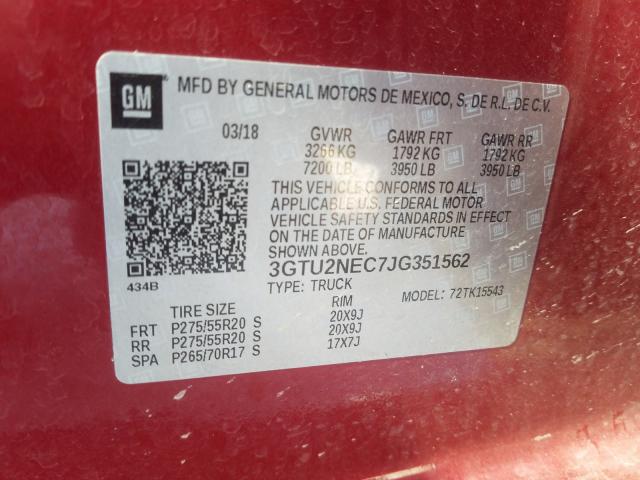 GM
MFD BY GENERAL MOTORS DE MEXICO, S. DE R.L. DE C.V.
03/18 GVWR GAWR FRT GAWR RR
3266 KG 1792 KG 1792 KG
7200 LB 3950 LB 3950 LB
THIS VEHICLE CONFORMS TO ALL
APPLICABLE U.S. FEDERAL MOTOR
VEHICLE SAFETY STANDARDS IN EFFECT
ON THE DATE OF MANUFACTURE
SHOWN ABOVE.
434B
3GTU2NEC7JG351562
TYPE: TRUCK MODEL: 72TK15543
TIRE SIZE RIM
FRT P275/55R20 S 20X9J
RR P275/55R20 S 20X9J
SPA P265/70R17 S 17X7J